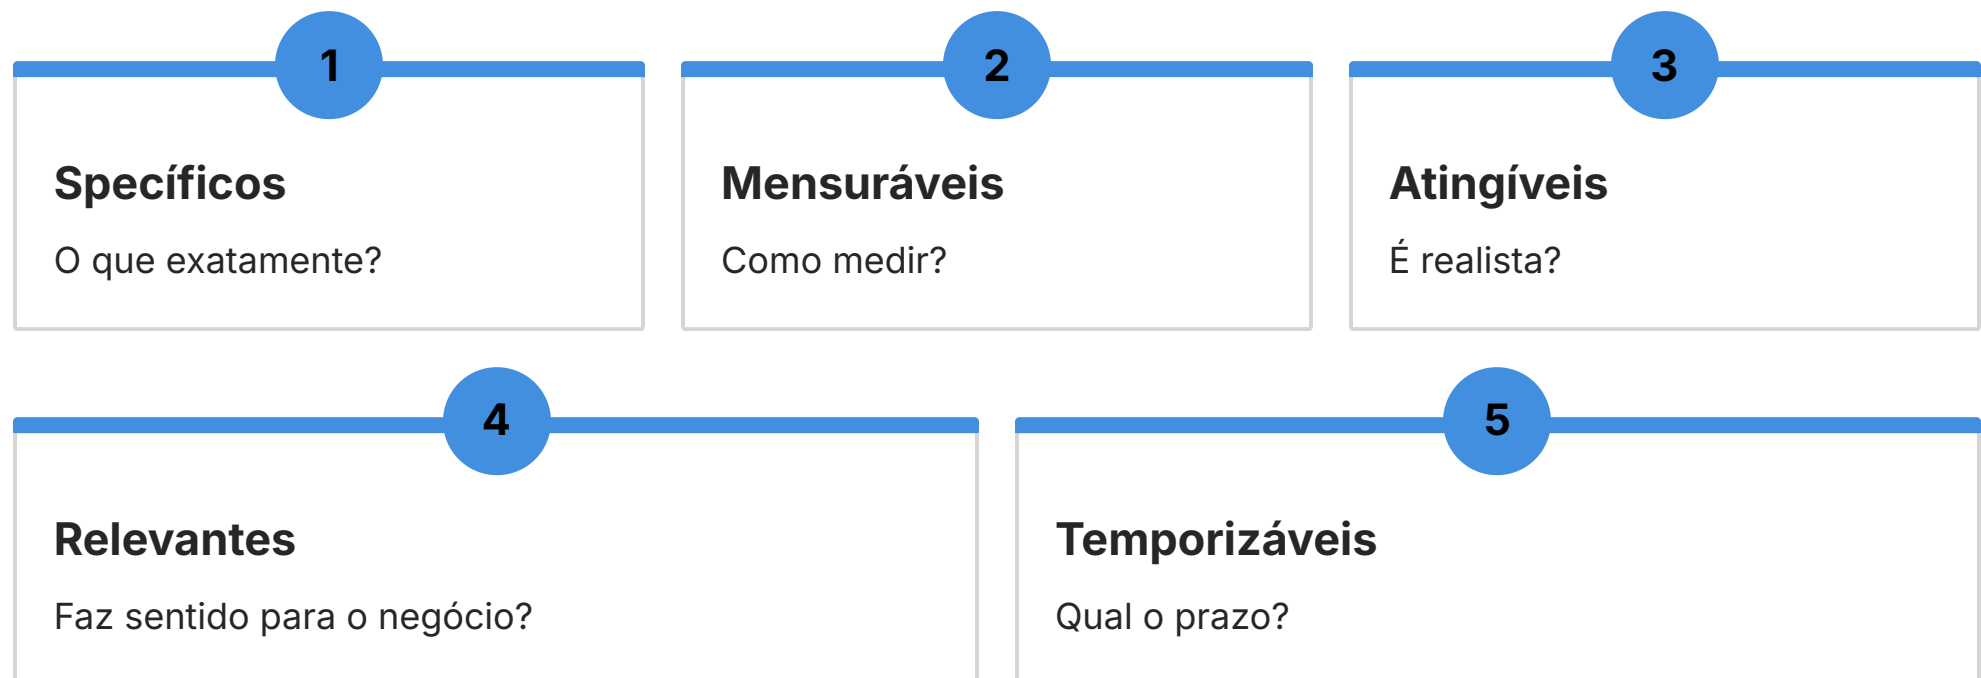 1
Specíficos
O que exatamente?
2
Mensuráveis
Como medir?
3
Atingíveis
É realista?
4
Relevantes
Faz sentido para o negócio?
5
Temporizáveis
Qual o prazo?